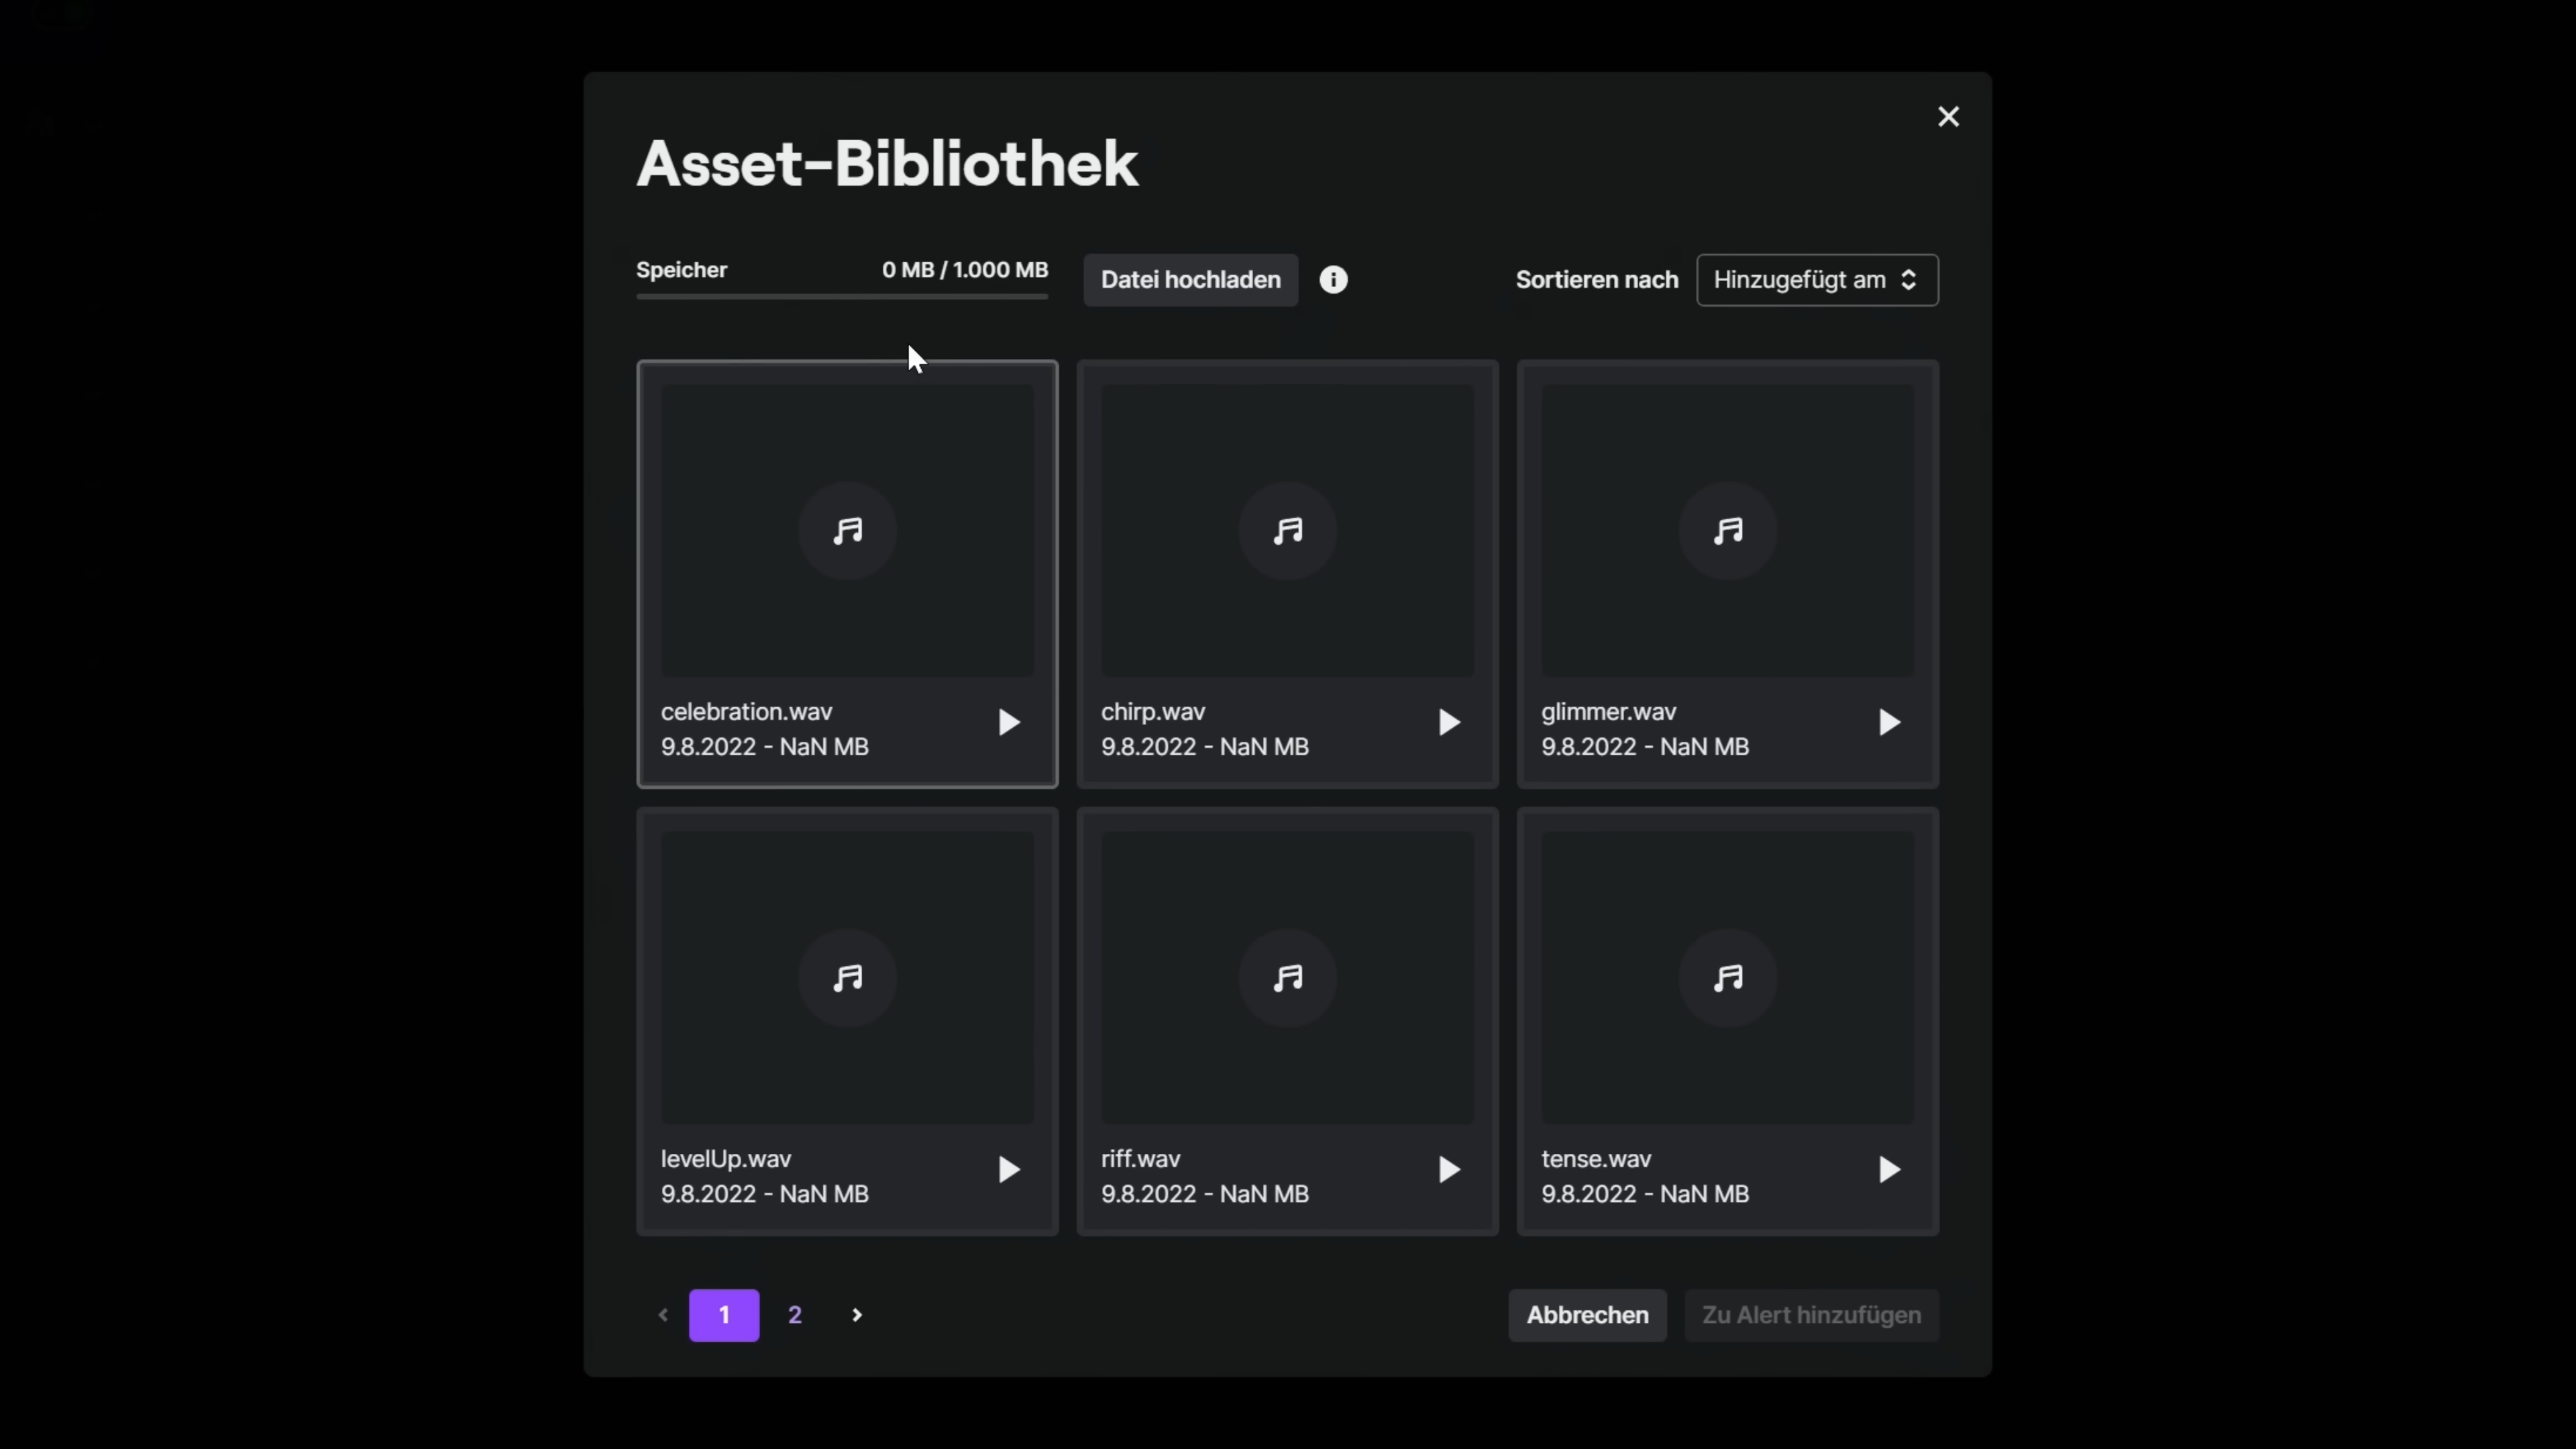 Asset-Bibliothek
Speicher 0 MB / 1.000 MB Datei hochladen Sortieren nach Hinzugefügt am
celebration.wav chirp.wav glimmer.wav
9.8.2022 - NaN MB 9.8.2022 - NaN MB 9.8.2022 - NaN MB
levelUp.wav riff.wav tense.wav
9.8.2022 - NaN MB 9.8.2022 - NaN MB 9.8.2022 - NaN MB
1 2 Abbrechen Zu Alert hinzufügen